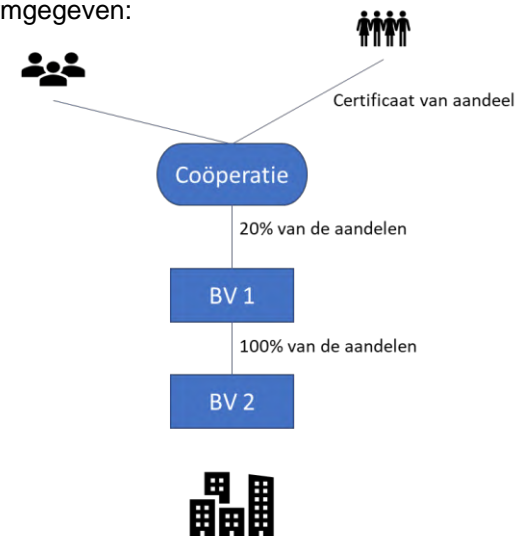 mgegeven:
Certificaat van aandeel
Coöperatie
20% van de aandelen
BV 1
100% van de aandelen
BV 2